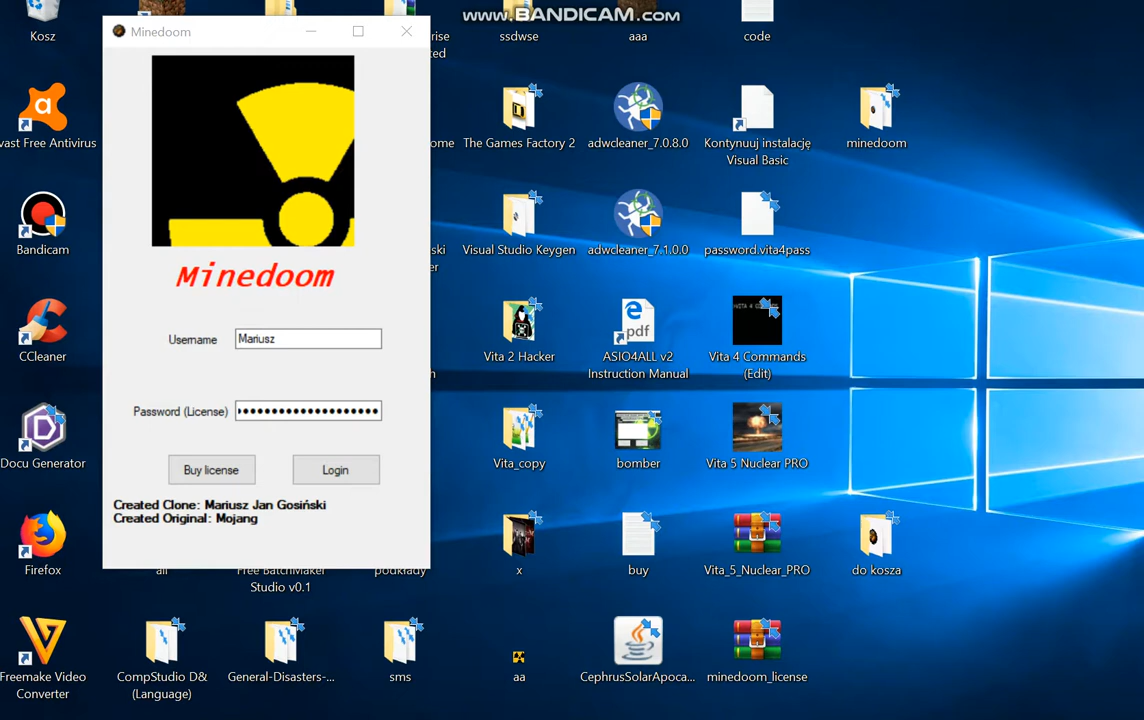 www.BANDICAM.com
Minedoom
Minedoom
Username
Mariusz
Password (License)
Buy license
Login
Created Clone: Mariusz Jan Gosiński
Created Original: Mojang
Kosz
rise
ted
ssdwse
aaa
code
vast Free Antivirus
ome
The Games Factory 2
adwcleaner_7.0.8.0
Kontynuuj instalację
Visual Basic
minedoom
Bandicam
ski
er
Visual Studio Keygen
adwcleaner_7.1.0.0
password.vita4pass
CCleaner
h
Vita 2 Hacker
ASIO4ALL v2
Instruction Manual
Vita 4 Commands
(Edit)
Docu Generator
Vita_copy
bomber
Vita 5 Nuclear PRO
Firefox
all
Free BatchMaker
Studio v0.1
podkłady
x
buy
Vita_5_Nuclear_PRO
do kosza
Freemake Video
Converter
CompStudio D&
(Language)
General-Disasters-...
sms
aa
CephrusSolarApoca...
minedoom_license